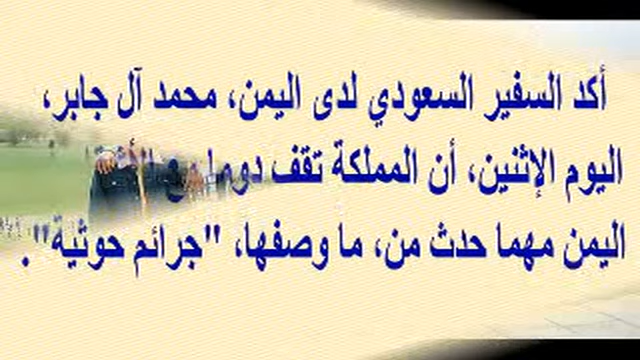 أكد السفير السعودي لدى اليمن، محمد آل جابر،
اليوم الإثنين، أن المملكة تقف دوما مع
اليمن مهما حدث من، ما وصفها، "جرائم حوثية".